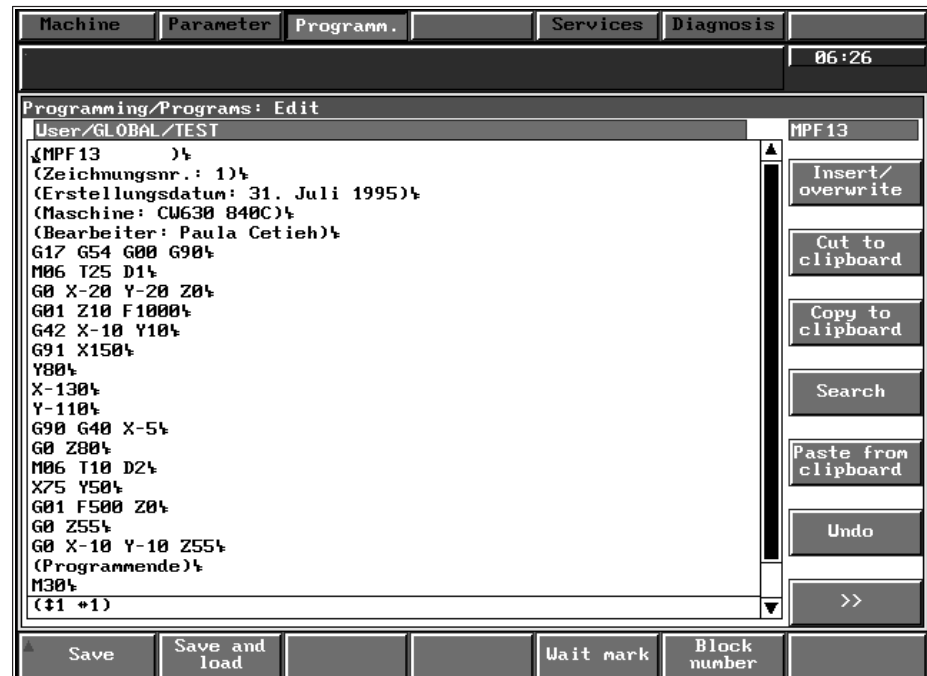 Machine Parameter Programm. Services Diagnosis
06:26
Programming/Programs: Edit
User/GLOBAL/TEST MPF13
(MPF13 )
(Zeichnungsnr.: 1)
(Erstellungsdatum: 31. Juli 1995)
(Maschine: CW630 840C)
(Bearbeiter: Paula Cetieh)
G17 G54 G00 G90
M06 T25 D1
G0 X-20 Y-20 Z0
G01 Z10 F1000
G42 X-10 Y10
G91 X150
Y80
X-130
Y-110
G90 G40 X-5
G0 Z80
M06 T10 D2
X75 Y50
G01 F500 Z0
G0 Z55
G0 X-10 Y-10 Z55
(Programmende)
M30
(↕1 ↔1)
Insert/
overwrite
Cut to
clipboard
Copy to
clipboard
Search
Paste from
clipboard
Undo
>>
Save
Save and
load
Wait mark
Block
number